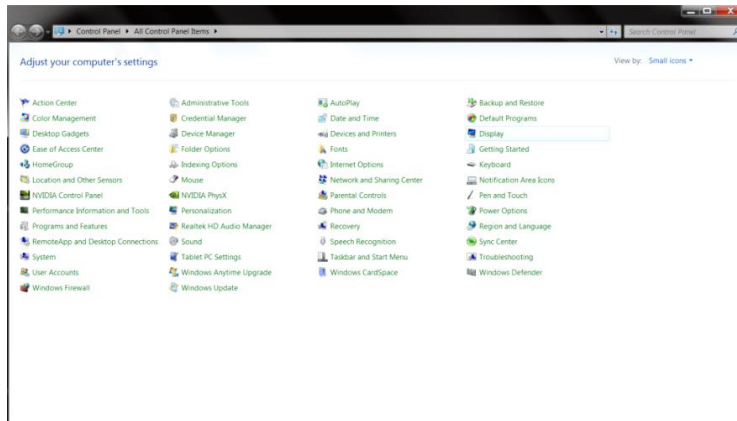 Control Panel All Control Panel Items
Search Control Panel
Adjust your computer's settings
View by: Small icons
Action Center Administrative Tools AutoPlay Backup and Restore
Color Management Credential Manager Date and Time Default Programs
Desktop Gadgets Device Manager Devices and Printers Display
Ease of Access Center Folder Options Fonts Getting Started
HomeGroup Indexing Options Internet Options Keyboard
Location and Other Sensors Mouse Network and Sharing Center Notification Area Icons
NVIDIA Control Panel NVIDIA PhysX Parental Controls Pen and Touch
Performance Information and Tools Personalization Phone and Modem Power Options
Programs and Features Realtek HD Audio Manager Recovery Region and Language
RemoteApp and Desktop Connections Sound Speech Recognition Sync Center
System Tablet PC Settings Taskbar and Start Menu Troubleshooting
User Accounts Windows Anytime Upgrade Windows CardSpace Windows Defender
Windows Firewall Windows Update